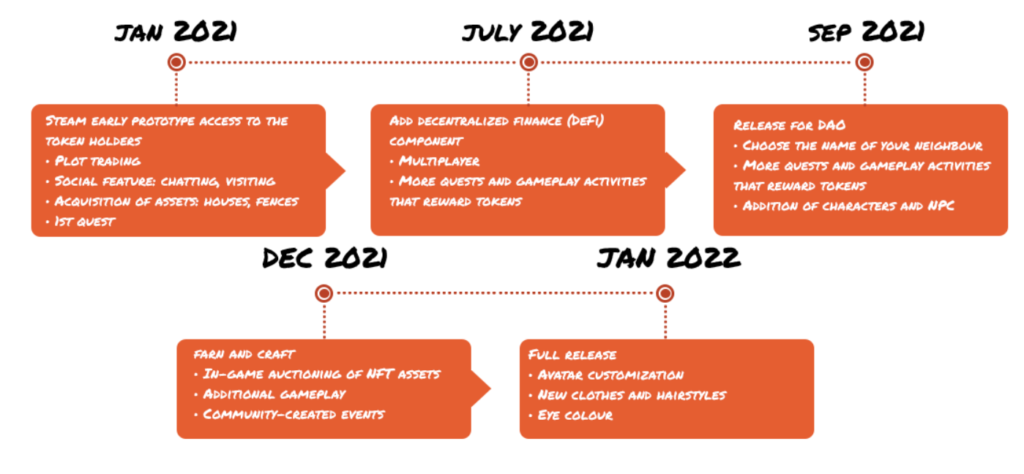 JAN 2021
JULY 2021
SEP 2021
STEAM EARLY PROTOTYPE ACCESS TO THE
TOKEN HOLDERS
• PLOT TRADING
• SOCIAL FEATURE: CHATTING, VISITING
• ACQUISITION OF ASSETS: HOUSES, FENCES
• 1ST QUEST
ADD DECENTRALIZED FINANCE (DEFI)
COMPONENT
• MULTIPLAYER
• MORE QUESTS AND GAMEPLAY ACTIVITIES
THAT REWARD TOKENS
RELEASE FOR DAO
• CHOOSE THE NAME OF YOUR NEIGHBOUR
• MORE QUESTS AND GAMEPLAY ACTIVITIES
THAT REWARD TOKENS
• ADDITION OF CHARACTERS AND NPC
DEC 2021
JAN 2022
FARN AND CRAFT
• IN-GAME AUCTIONING OF NFT ASSETS
• ADDITIONAL GAMEPLAY
• COMMUNITY-CREATED EVENTS
FULL RELEASE
• AVATAR CUSTOMIZATION
• NEW CLOTHES AND HAIRSTYLES
• EYE COLOUR